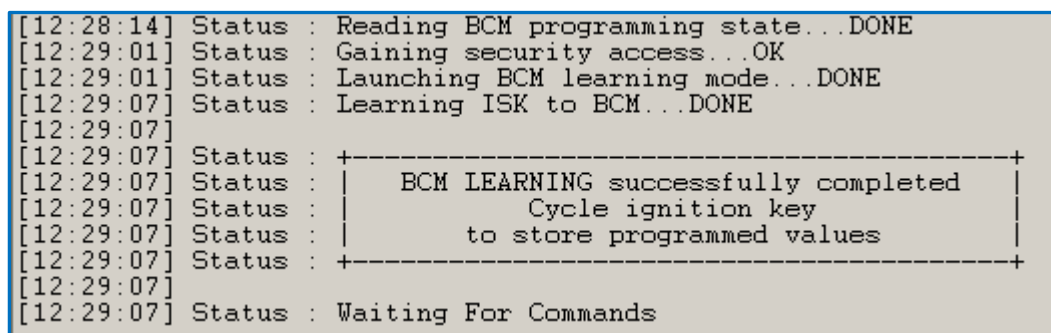 [12:28:14] Status : Reading BCM programming state...DONE
[12:29:01] Status : Gaining security access...OK
[12:29:01] Status : Launching BCM learning mode...DONE
[12:29:07] Status : Learning ISK to BCM...DONE
[12:29:07]
[12:29:07] Status : +-----------------------------------------+
[12:29:07] Status : |   BCM LEARNING successfully completed   |
[12:29:07] Status : |           Cycle ignition key            |
[12:29:07] Status : |       to store programmed values        |
[12:29:07] Status : +-----------------------------------------+
[12:29:07]
[12:29:07] Status : Waiting For Commands